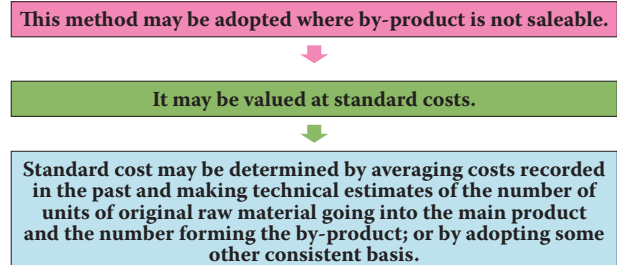 This method may be adopted where by-product is not saleable.
It may be valued at standard costs.
Standard cost may be determined by averaging costs recorded
in the past and making technical estimates of the number of
units of original raw material going into the main product
and the number forming the by-product; or by adopting some
other consistent basis.